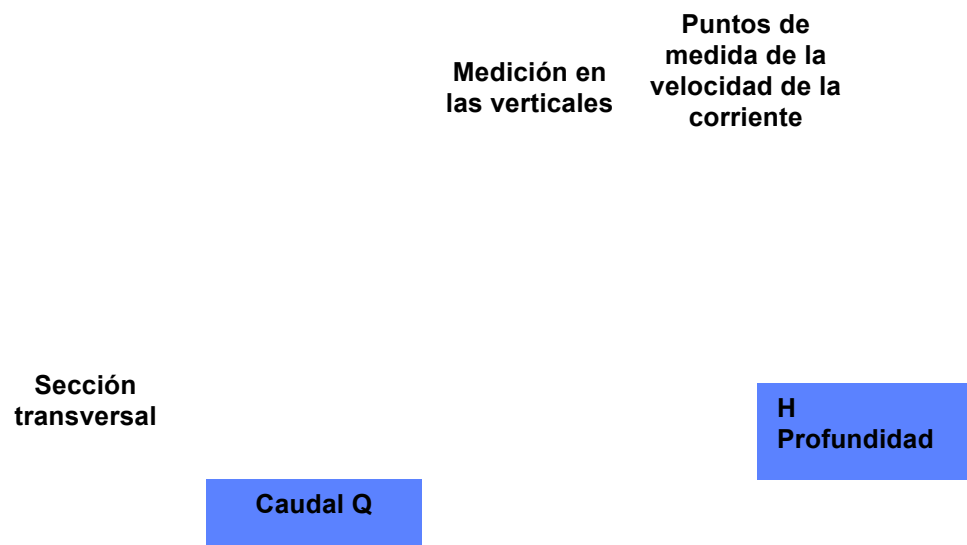 Puntos de
medida de la
velocidad de la
corriente
Medición en
las verticales
Sección
transversal
H
Profundidad
Caudal Q